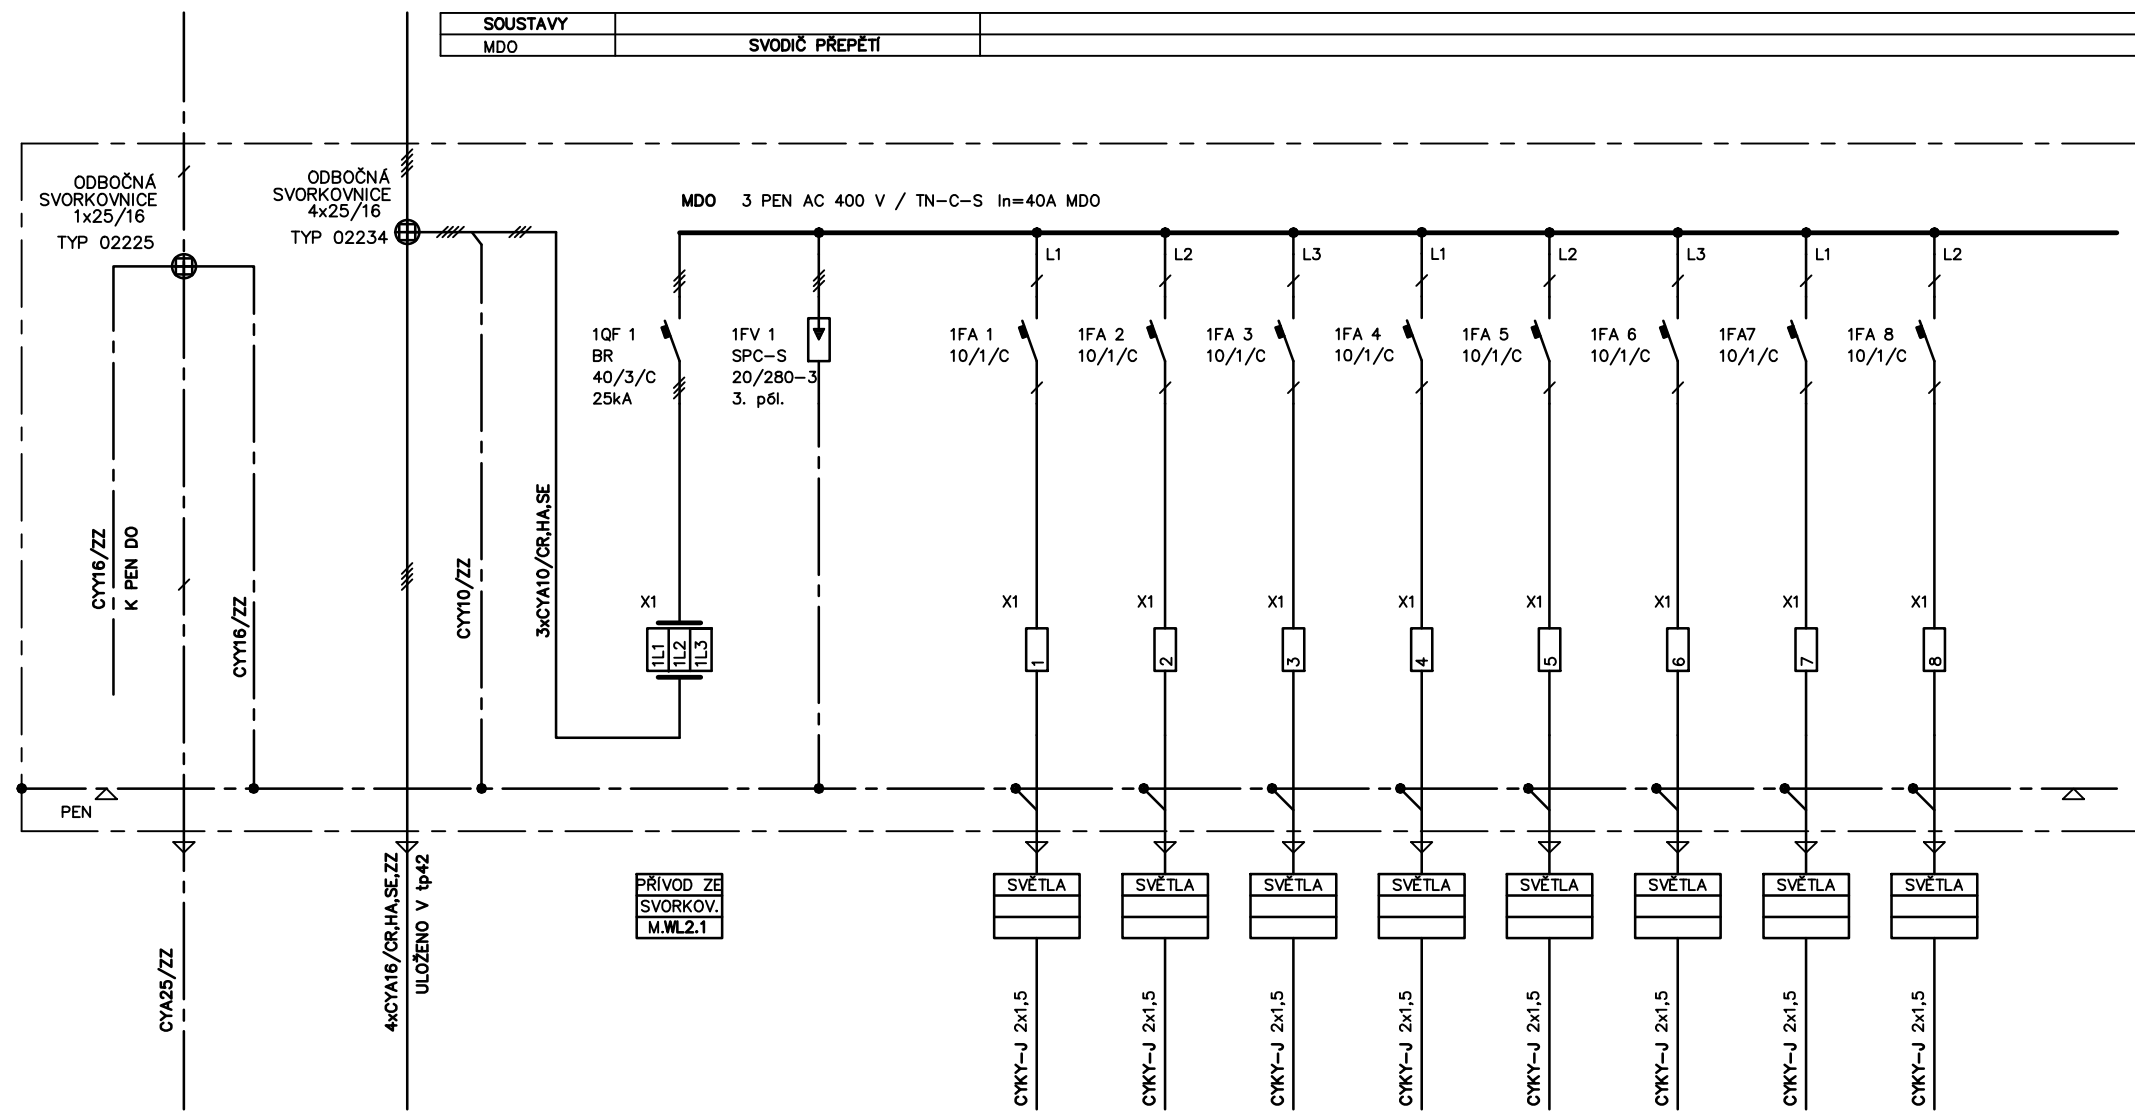 SOUSTAVY
MDO SVODIČ PŘEPĚTÍ
ODBOČNÁ
SVORKOVNICE
1x25/16
TYP 02225
ODBOČNÁ
SVORKOVNICE
4x25/16
TYP 02234
MDO 3 PEN AC 400 V / TN-C-S In=40A MDO
L1 L2 L3 L1 L2 L3 L1 L2
1QF 1
BR
40/3/C
25kA
1FV 1
SPC-S
20/280-3
3. pól.
1FA 1
10/1/C
1FA 2
10/1/C
1FA 3
10/1/C
1FA 4
10/1/C
1FA 5
10/1/C
1FA 6
10/1/C
1FA7
10/1/C
1FA 8
10/1/C
CYY16/ZZ
K PEN DO
CYY16/ZZ
CYY10/ZZ
3xCYA10/CR,HA,SE
X1
1L1
1L2
1L3
X1 X1 X1 X1 X1 X1 X1 X1
1 2 3 4 5 6 7 8
PEN
CYA25/ZZ
4xCYA16/CR,HA,SE,ZZ
ULOŽENO V tp42
PŘÍVOD ZE
SVORKOV.
M.WL2.1
SVĚTLA SVĚTLA SVĚTLA SVĚTLA SVĚTLA SVĚTLA SVĚTLA SVĚTLA
CYKY-J 2x1,5
CYKY-J 2x1,5
CYKY-J 2x1,5
CYKY-J 2x1,5
CYKY-J 2x1,5
CYKY-J 2x1,5
CYKY-J 2x1,5
CYKY-J 2x1,5